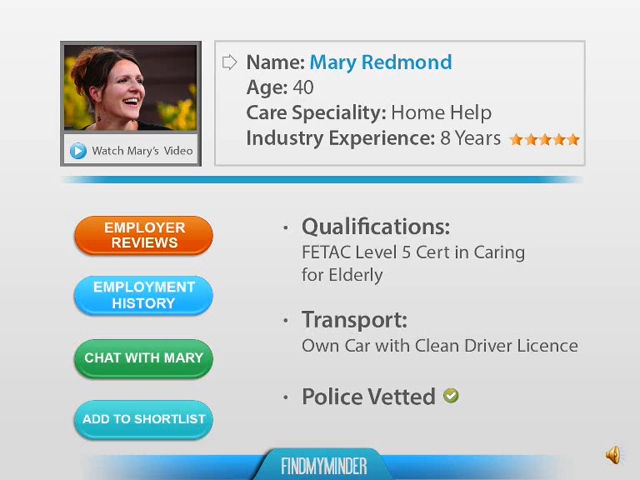 Name: Mary Redmond
Age: 40
Care Speciality: Home Help
Industry Experience: 8 Years
Watch Mary's Video
EMPLOYER
REVIEWS
EMPLOYMENT
HISTORY
CHAT WITH MARY
ADD TO SHORTLIST
· Qualifications:
FETAC Level 5 Cert in Caring
for Elderly
· Transport:
Own Car with Clean Driver Licence
· Police Vetted
FINDMYMINDER